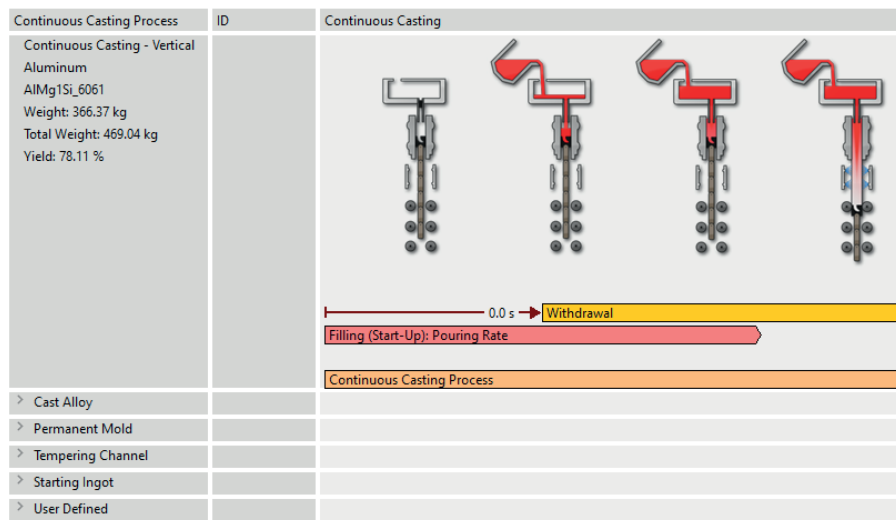 Continuous Casting Process
ID
Continuous Casting
Continuous Casting - Vertical
Aluminum
AlMg1Si_6061
Weight: 366.37 kg
Total Weight: 469.04 kg
Yield: 78.11 %
0.0 s
Withdrawal
Filling (Start-Up): Pouring Rate
Continuous Casting Process
Cast Alloy
Permanent Mold
Tempering Channel
Starting Ingot
User Defined